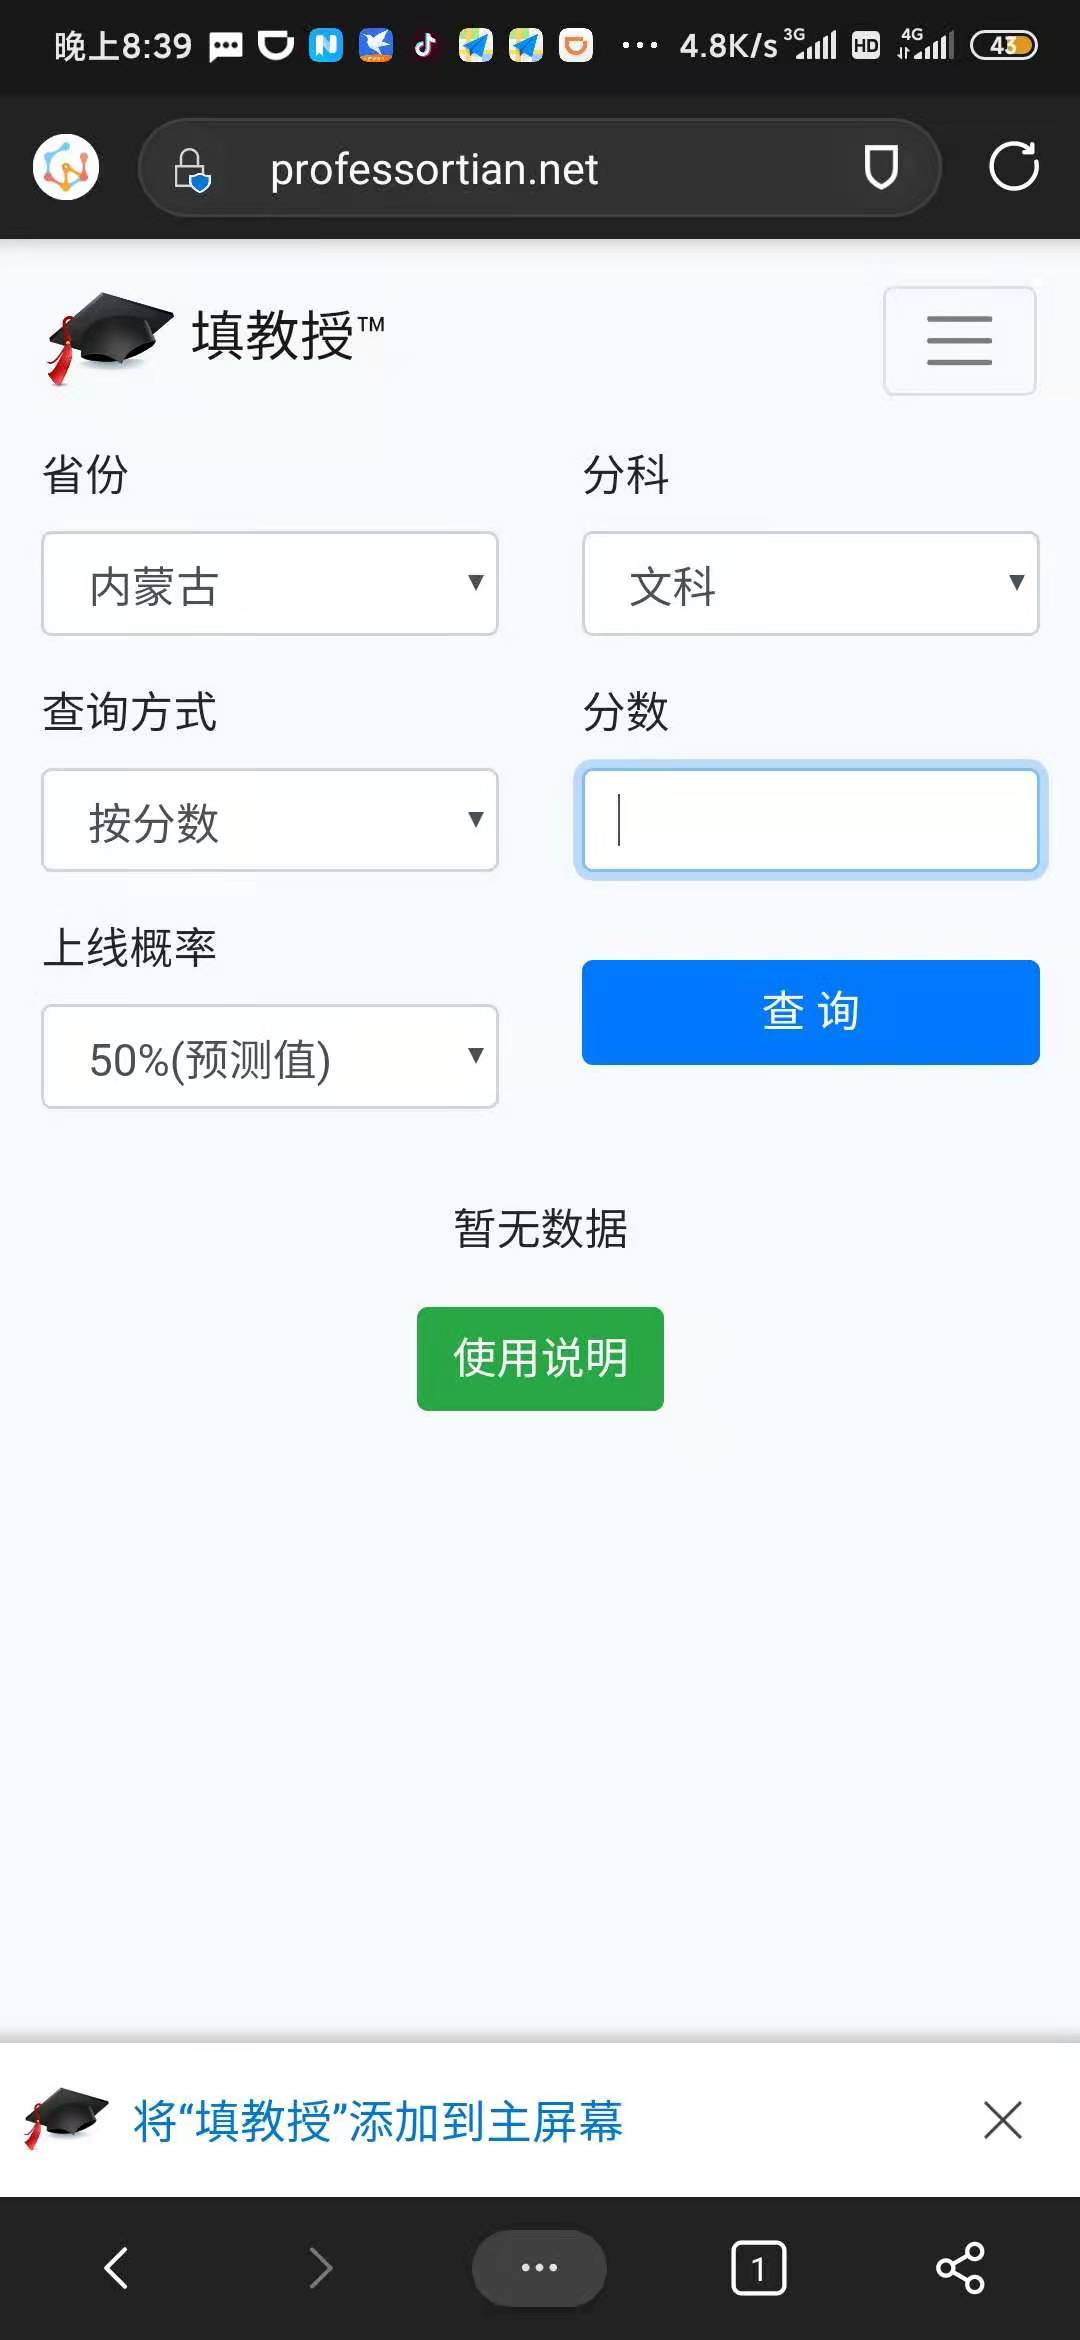 晚上8:39 4.8K/s 3G HD 4G 43
professortian.net
填教授™
省份 分科
内蒙古 文科
查询方式 分数
按分数
上线概率
50%(预测值) 查 询
暂无数据
使用说明
将“填教授”添加到主屏幕
1